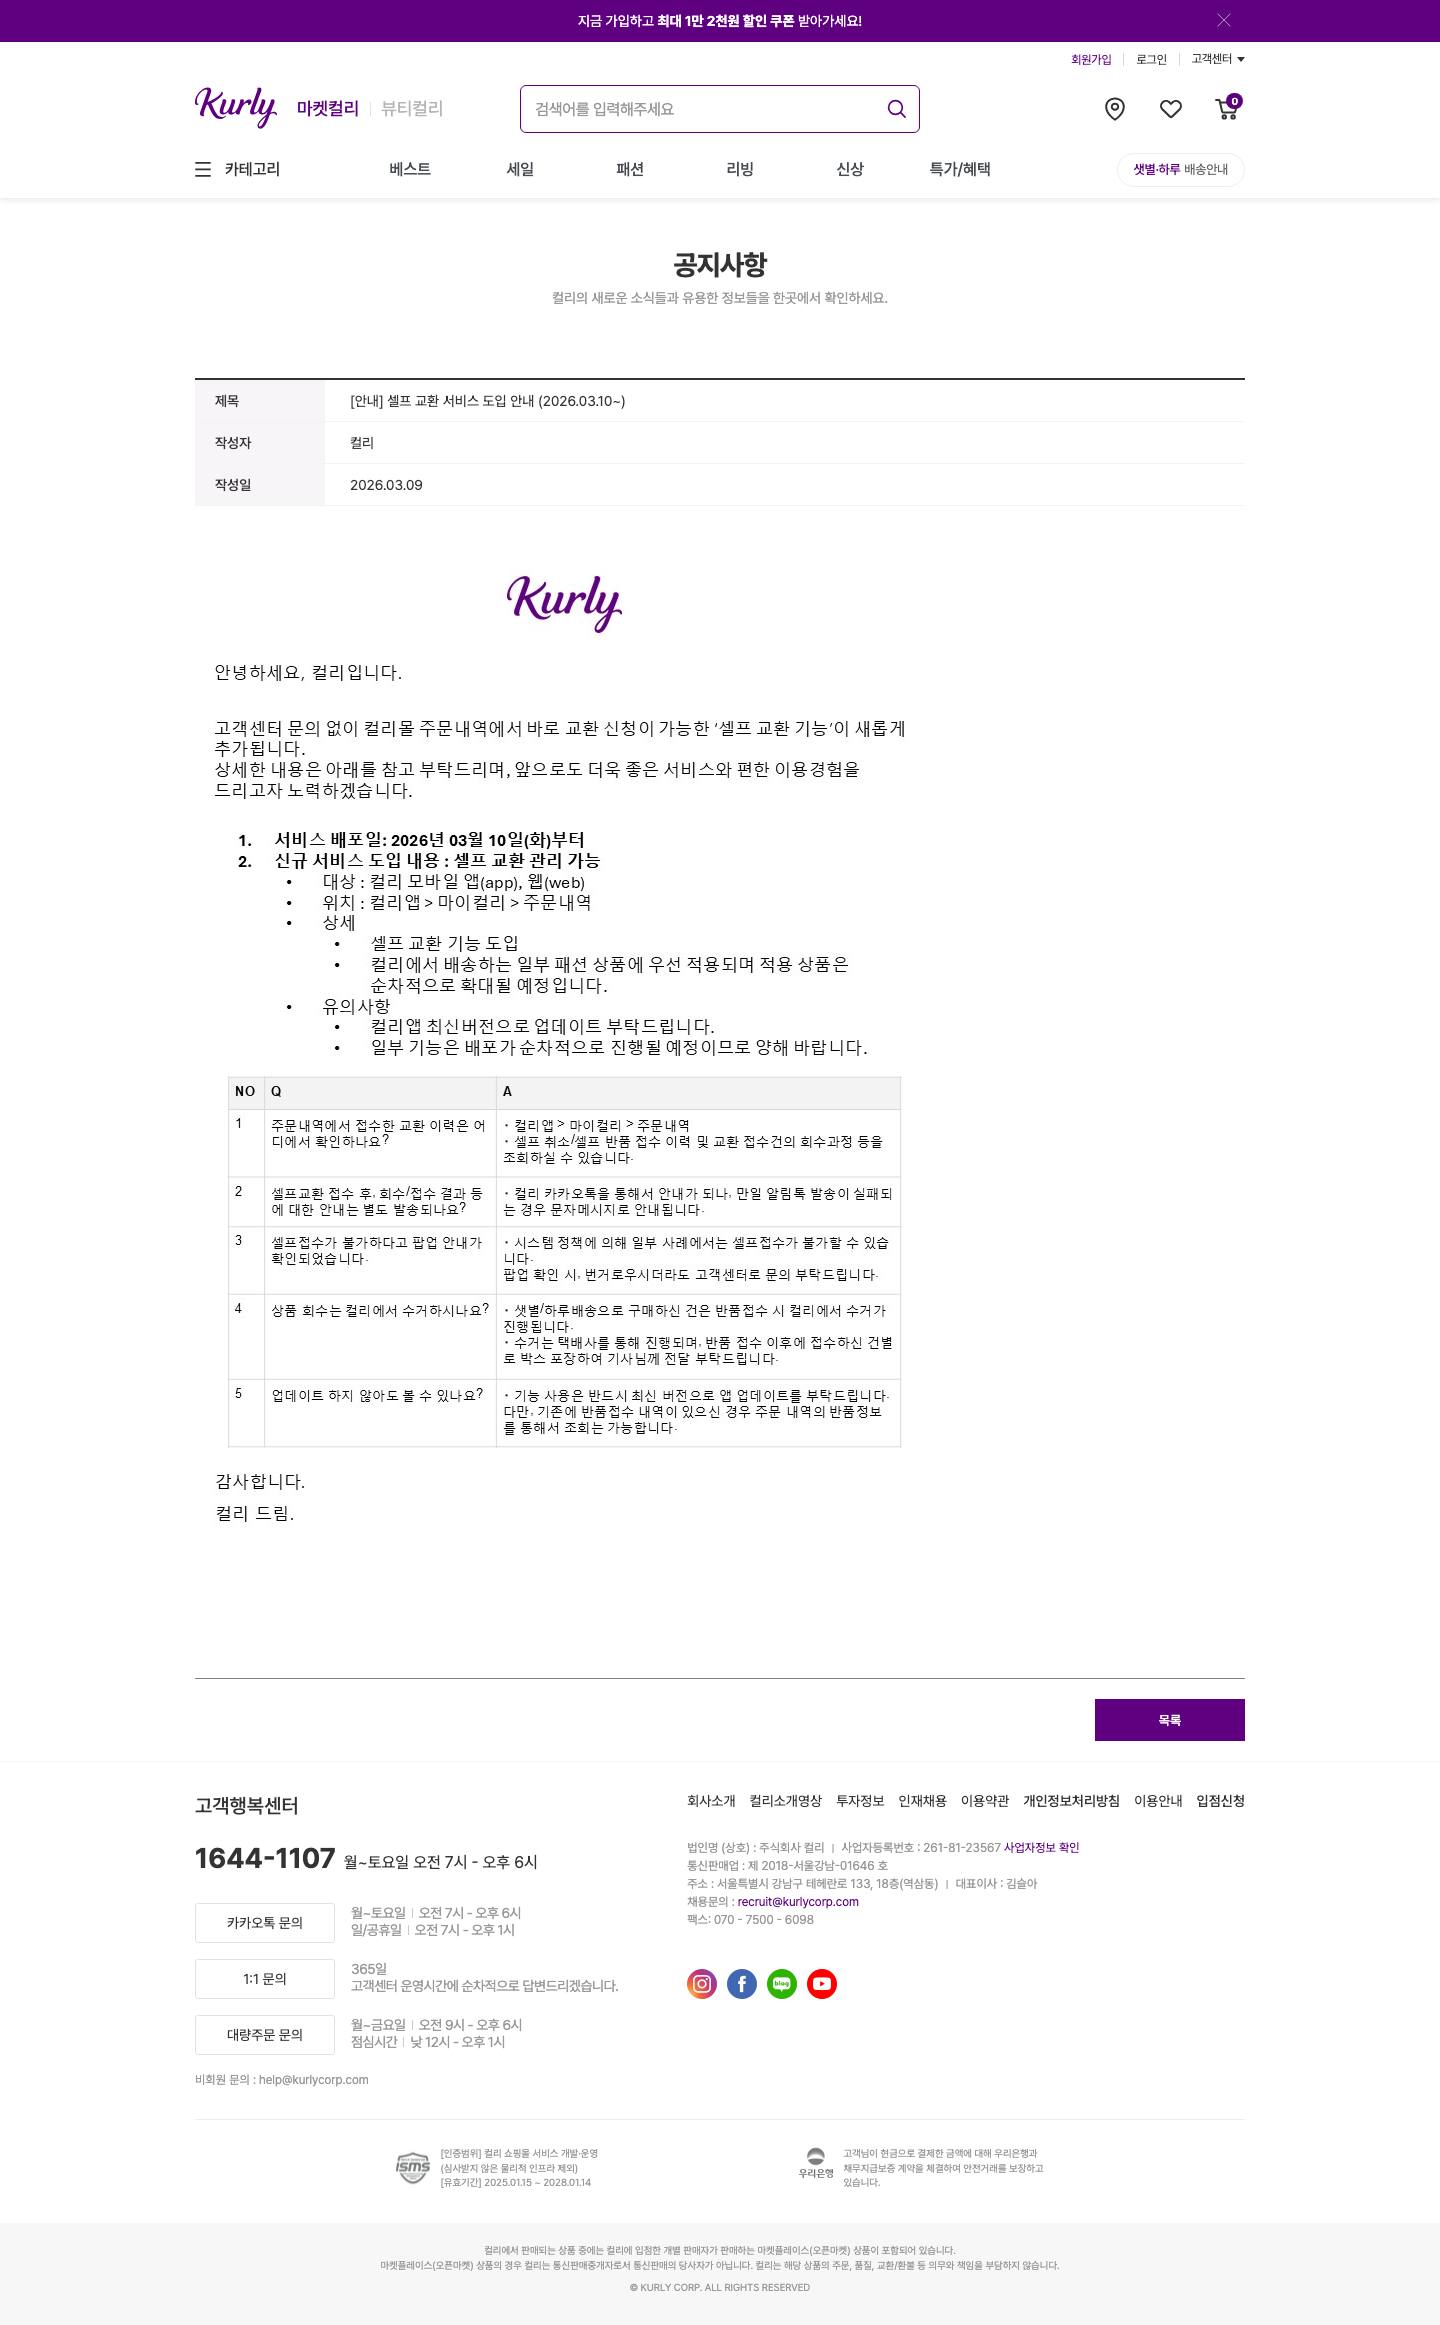 지금 가입하고 최대 1만 2천원 할인 쿠폰 받아가세요!
회원가입 로그인 고객센터
Kurly 마켓컬리 뷰티컬리 검색어를 입력해주세요 0
카테고리 베스트 세일 패션 리빙 신상 특가/혜택 샛별·하루 배송안내
공지사항
컬리의 새로운 소식들과 유용한 정보들을 한곳에서 확인하세요.
제목 [안내] 셀프 교환 서비스 도입 안내 (2026.03.10~)
작성자 컬리
작성일 2026.03.09
Kurly
안녕하세요, 컬리입니다.
고객센터 문의 없이 컬리몰 주문내역에서 바로 교환 신청이 가능한 ‘셀프 교환 기능’이 새롭게
추가됩니다.
상세한 내용은 아래를 참고 부탁드리며, 앞으로도 더욱 좋은 서비스와 편한 이용경험을
드리고자 노력하겠습니다.
1. 서비스 배포일: 2026년 03월 10일(화)부터
2. 신규 서비스 도입 내용 : 셀프 교환 관리 가능
• 대상 : 컬리 모바일 앱(app), 웹(web)
• 위치 : 컬리앱 > 마이컬리 > 주문내역
• 상세
• 셀프 교환 기능 도입
• 컬리에서 배송하는 일부 패션 상품에 우선 적용되며 적용 상품은
순차적으로 확대될 예정입니다.
• 유의사항
• 컬리앱 최신버전으로 업데이트 부탁드립니다.
• 일부 기능은 배포가 순차적으로 진행될 예정이므로 양해 바랍니다.
NO Q A
1 주문내역에서 접수한 교환 이력은 어
디에서 확인하나요?
· 컬리앱 > 마이컬리 > 주문내역
· 셀프 취소/셀프 반품 접수 이력 및 교환 접수건의 회수과정 등을
조회하실 수 있습니다.
2 셀프교환 접수 후, 회수/접수 결과 등
에 대한 안내는 별도 발송되나요?
· 컬리 카카오톡을 통해서 안내가 되나, 만일 알림톡 발송이 실패되
는 경우 문자메시지로 안내됩니다.
3 셀프접수가 불가하다고 팝업 안내가
확인되었습니다.
· 시스템 정책에 의해 일부 사례에서는 셀프접수가 불가할 수 있습
니다.
팝업 확인 시, 번거로우시더라도 고객센터로 문의 부탁드립니다.
4 상품 회수는 컬리에서 수거하시나요?
· 샛별/하루배송으로 구매하신 건은 반품접수 시 컬리에서 수거가
진행됩니다.
· 수거는 택배사를 통해 진행되며, 반품 접수 이후에 접수하신 건별
로 박스 포장하여 기사님께 전달 부탁드립니다.
5 업데이트 하지 않아도 볼 수 있나요?
· 기능 사용은 반드시 최신 버전으로 앱 업데이트를 부탁드립니다.
다만, 기존에 반품접수 내역이 있으신 경우 주문 내역의 반품정보
를 통해서 조회는 가능합니다.
감사합니다.
컬리 드림.
목록
고객행복센터
1644-1107 월~토요일 오전 7시 - 오후 6시
카카오톡 문의
월~토요일 | 오전 7시 - 오후 6시
일/공휴일 | 오전 7시 - 오후 1시
1:1 문의
365일
고객센터 운영시간에 순차적으로 답변드리겠습니다.
대량주문 문의
월~금요일 | 오전 9시 - 오후 6시
점심시간 | 낮 12시 - 오후 1시
비회원 문의 : help@kurlycorp.com
회사소개 컬리소개영상 투자정보 인재채용 이용약관 개인정보처리방침 이용안내 입점신청
법인명 (상호) : 주식회사 컬리 | 사업자등록번호 : 261-81-23567 사업자정보 확인
통신판매업 : 제 2018-서울강남-01646 호
주소 : 서울특별시 강남구 테헤란로 133, 18층(역삼동) | 대표이사 : 김슬아
채용문의 : recruit@kurlycorp.com
팩스: 070 - 7500 - 6098
blog
isms
[인증범위] 컬리 쇼핑몰 서비스 개발·운영
(심사받지 않은 물리적 인프라 제외)
[유효기간] 2025.01.15 ~ 2028.01.14
우리은행
고객님이 현금으로 결제한 금액에 대해 우리은행과
채무지급보증 계약을 체결하여 안전거래를 보장하고
있습니다.
컬리에서 판매되는 상품 중에는 컬리에 입점한 개별 판매자가 판매하는 마켓플레이스(오픈마켓) 상품이 포함되어 있습니다.
마켓플레이스(오픈마켓) 상품의 경우 컬리는 통신판매중개자로서 통신판매의 당사자가 아닙니다. 컬리는 해당 상품의 주문, 품질, 교환/환불 등 의무와 책임을 부담하지 않습니다.
© KURLY CORP. ALL RIGHTS RESERVED